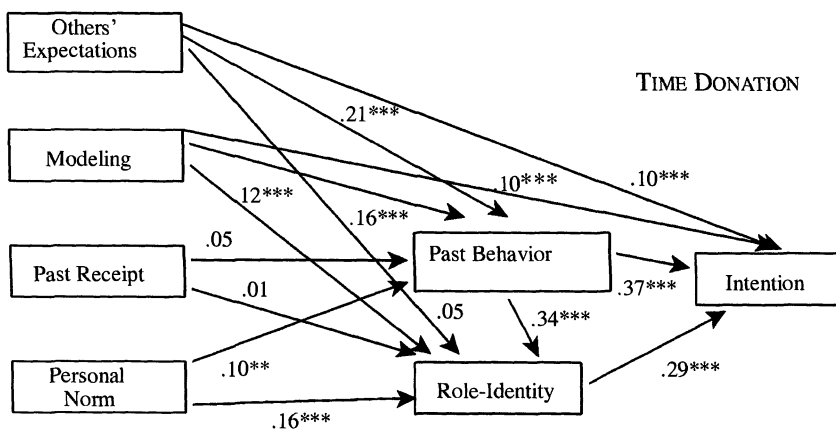 Others'
Expectations
TIME DONATION
.21***
Modeling
.10***
.10***
.12***
.16***
.05
Past Behavior
Past Receipt
.37***
Intention
.01
.05
.34***
.10**
Personal
Norm
Role-Identity
.29***
.16***